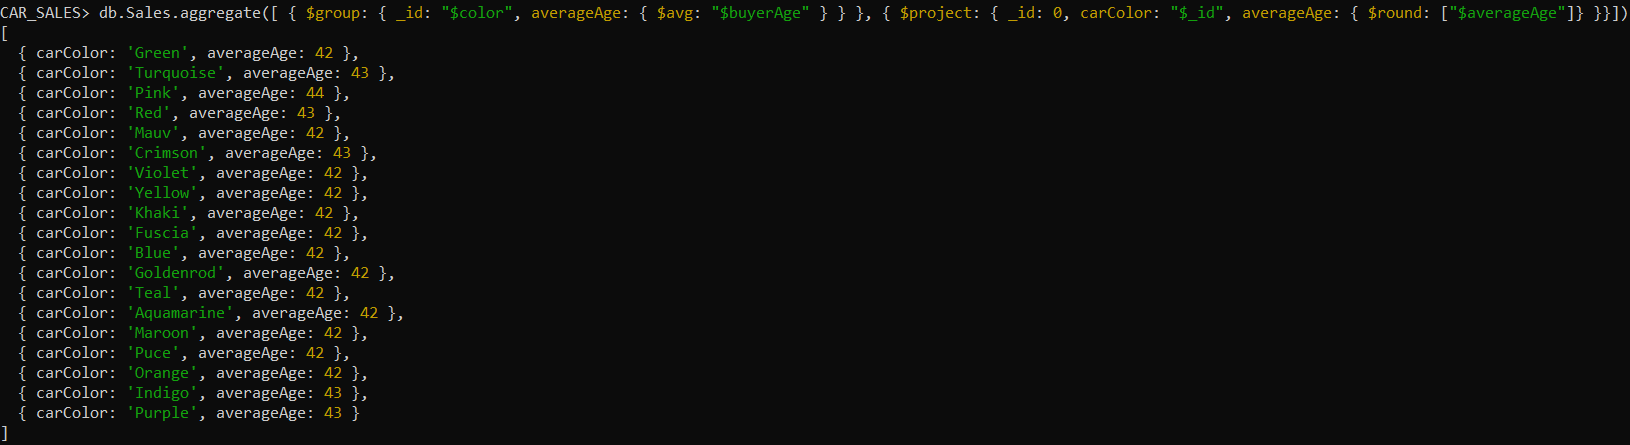 CAR_SALES> db.Sales.aggregate([ { $group: { _id: "$color", averageAge: { $avg: "$buyerAge" } } }, { $project: { _id: 0, carColor: "$_id", averageAge: { $round: ["$averageAge"]} }}])
[
  { carColor: 'Green', averageAge: 42 },
  { carColor: 'Turquoise', averageAge: 43 },
  { carColor: 'Pink', averageAge: 44 },
  { carColor: 'Red', averageAge: 43 },
  { carColor: 'Mauv', averageAge: 42 },
  { carColor: 'Crimson', averageAge: 43 },
  { carColor: 'Violet', averageAge: 42 },
  { carColor: 'Yellow', averageAge: 42 },
  { carColor: 'Khaki', averageAge: 42 },
  { carColor: 'Fuscia', averageAge: 42 },
  { carColor: 'Blue', averageAge: 42 },
  { carColor: 'Goldenrod', averageAge: 42 },
  { carColor: 'Teal', averageAge: 42 },
  { carColor: 'Aquamarine', averageAge: 42 },
  { carColor: 'Maroon', averageAge: 42 },
  { carColor: 'Puce', averageAge: 42 },
  { carColor: 'Orange', averageAge: 42 },
  { carColor: 'Indigo', averageAge: 43 },
  { carColor: 'Purple', averageAge: 43 }
]